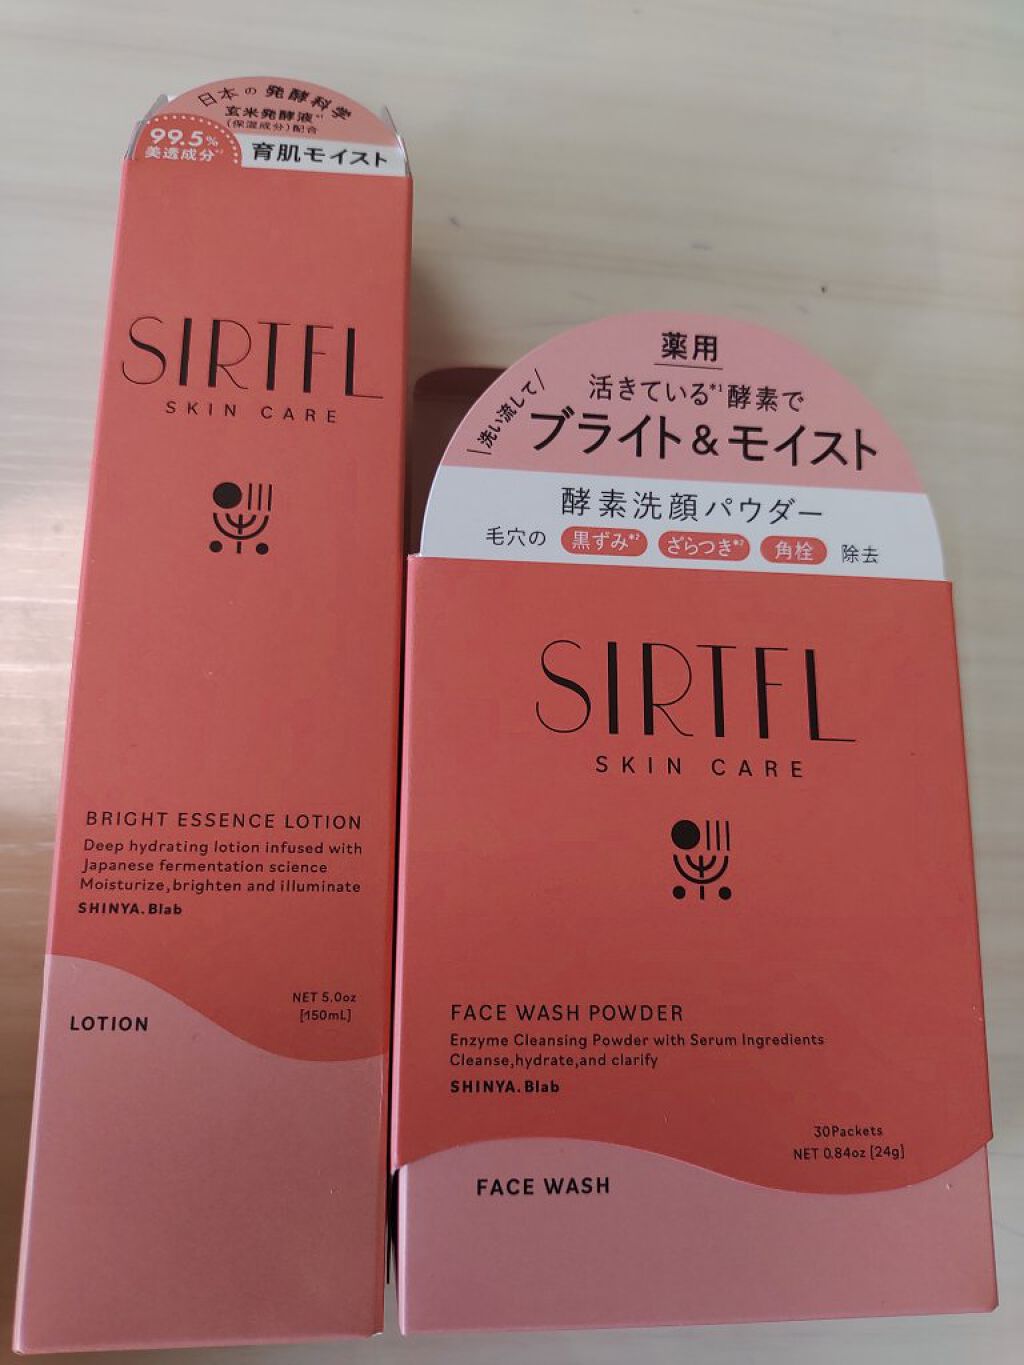 日本の発酵科学
玄米発酵液*¹
(保湿成分)配合
99.5%
美透成分*²
育肌モイスト
SIRTFL
SKIN CARE
BRIGHT ESSENCE LOTION
Deep hydrating lotion infused with
Japanese fermentation science
Moisturize,brighten and illuminate
SHINYA.Blab
NET 5.0oz
[150mL]
LOTION
薬用
洗い流して
活きている*¹酵素で
ブライト&モイスト
酵素洗顔パウダー
毛穴の 黒ずみ*² ざらつき*² 角栓 除去
SIRTFL
SKIN CARE
FACE WASH POWDER
Enzyme Cleansing Powder with Serum Ingredients
Cleanse,hydrate,and clarify
SHINYA.Blab
30Packets
NET 0.84oz [24g]
FACE WASH